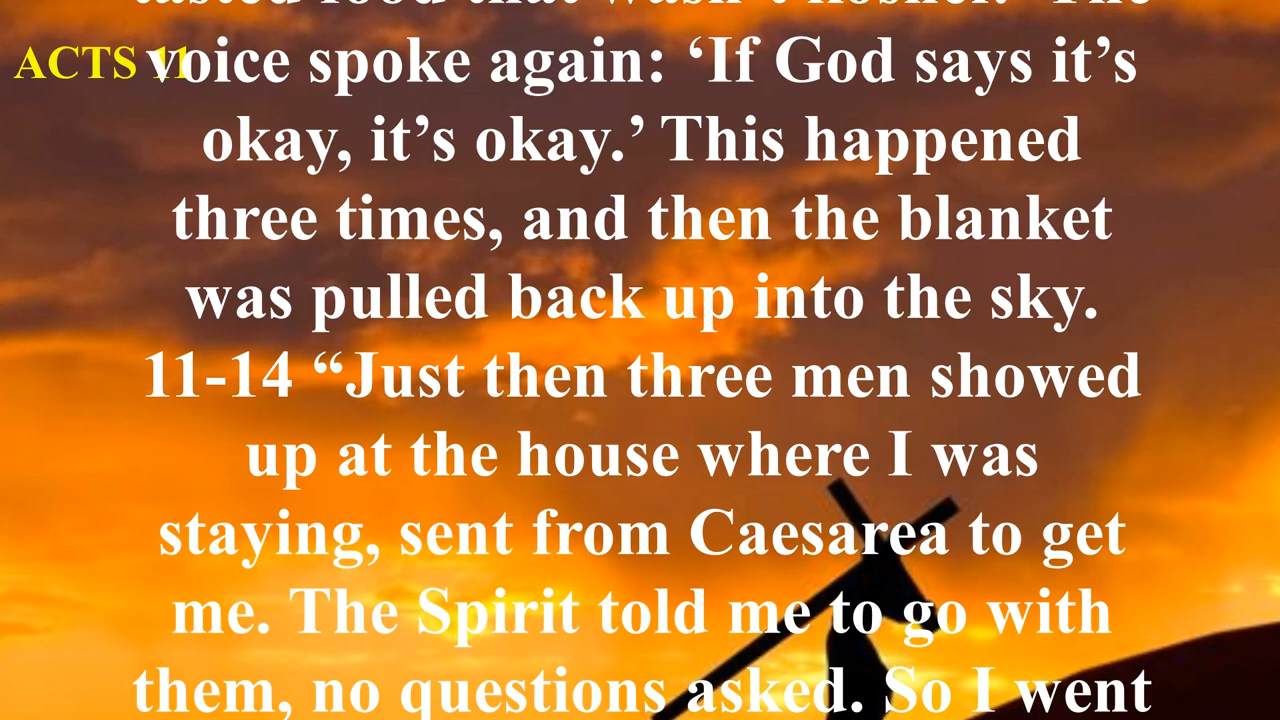 tasted food that wasn't kosher.' The
ACTS 11
voice spoke again: ‘If God says it’s
okay, it’s okay.’ This happened
three times, and then the blanket
was pulled back up into the sky.
11-14 “Just then three men showed
up at the house where I was
staying, sent from Caesarea to get
me. The Spirit told me to go with
them, no questions asked. So I went